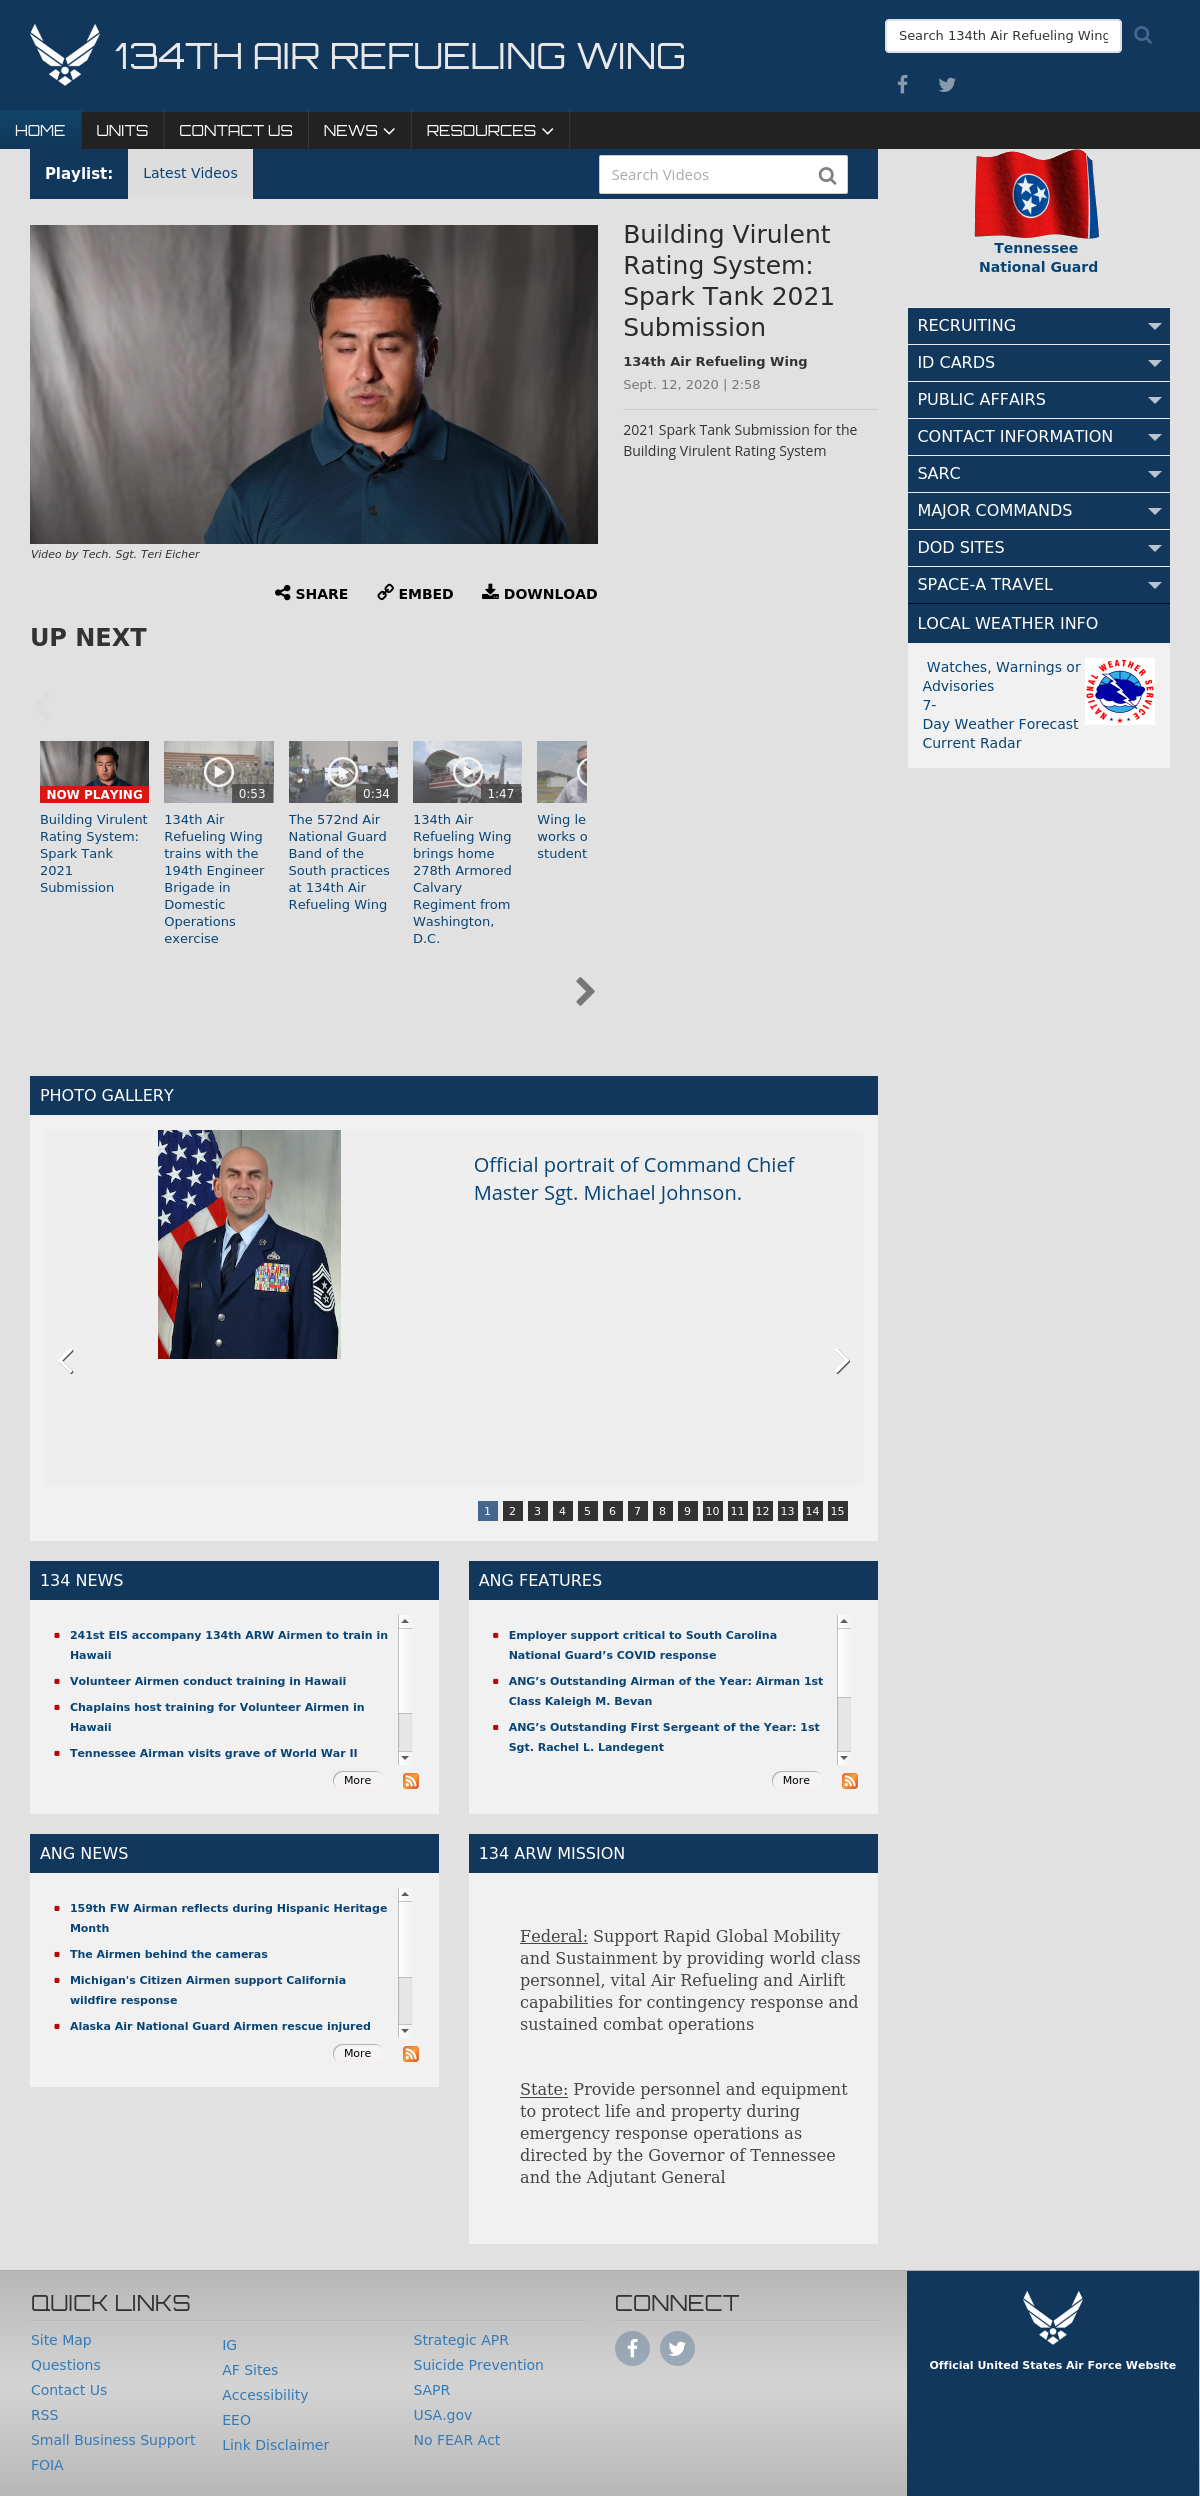 134TH AIR REFUELING WING
Search 134th Air Refueling Wing
HOME UNITS CONTACT US NEWS RESOURCES
Playlist: Latest Videos
Search Videos
Building Virulent
Rating System:
Spark Tank 2021
Submission
134th Air Refueling Wing
Sept. 12, 2020 | 2:58
2021 Spark Tank Submission for the
Building Virulent Rating System
Video by Tech. Sgt. Teri Eicher
SHARE EMBED DOWNLOAD
UP NEXT
NOW PLAYING
Building Virulent
Rating System:
Spark Tank
2021
Submission
0:53
134th Air
Refueling Wing
trains with the
194th Engineer
Brigade in
Domestic
Operations
exercise
0:34
The 572nd Air
National Guard
Band of the
South practices
at 134th Air
Refueling Wing
1:47
134th Air
Refueling Wing
brings home
278th Armored
Calvary
Regiment from
Washington,
D.C.
Wing le
works o
student
Tennessee
National Guard
RECRUITING
ID CARDS
PUBLIC AFFAIRS
CONTACT INFORMATION
SARC
MAJOR COMMANDS
DOD SITES
SPACE-A TRAVEL
LOCAL WEATHER INFO
Watches, Warnings or
Advisories
7-
Day Weather Forecast
Current Radar
NATIONAL WEATHER SERVICE
PHOTO GALLERY
Official portrait of Command Chief
Master Sgt. Michael Johnson.
1 2 3 4 5 6 7 8 9 10 11 12 13 14 15
134 NEWS
241st EIS accompany 134th ARW Airmen to train in
Hawaii
Volunteer Airmen conduct training in Hawaii
Chaplains host training for Volunteer Airmen in
Hawaii
Tennessee Airman visits grave of World War II
More
ANG FEATURES
Employer support critical to South Carolina
National Guard’s COVID response
ANG’s Outstanding Airman of the Year: Airman 1st
Class Kaleigh M. Bevan
ANG’s Outstanding First Sergeant of the Year: 1st
Sgt. Rachel L. Landegent
More
ANG NEWS
159th FW Airman reflects during Hispanic Heritage
Month
The Airmen behind the cameras
Michigan's Citizen Airmen support California
wildfire response
Alaska Air National Guard Airmen rescue injured
More
134 ARW MISSION
Federal: Support Rapid Global Mobility
and Sustainment by providing world class
personnel, vital Air Refueling and Airlift
capabilities for contingency response and
sustained combat operations
State: Provide personnel and equipment
to protect life and property during
emergency response operations as
directed by the Governor of Tennessee
and the Adjutant General
QUICK LINKS
Site Map
Questions
Contact Us
RSS
Small Business Support
FOIA
IG
AF Sites
Accessibility
EEO
Link Disclaimer
Strategic APR
Suicide Prevention
SAPR
USA.gov
No FEAR Act
CONNECT
Official United States Air Force Website